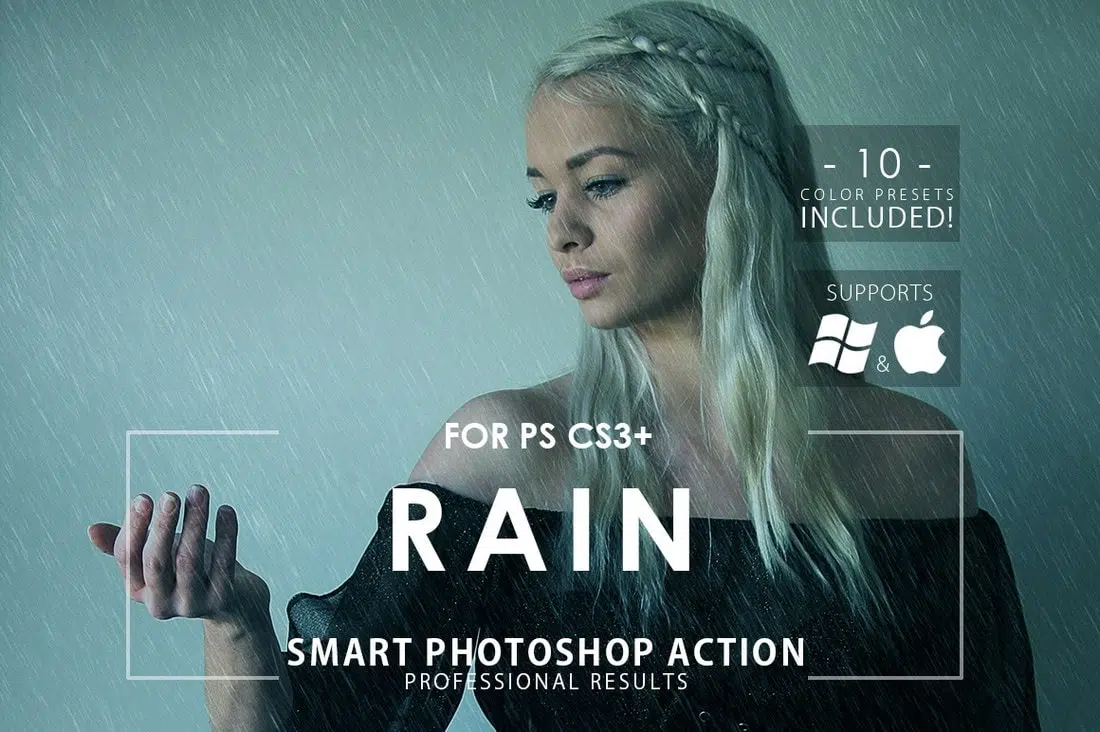 - 10 -
COLOR PRESETS
INCLUDED!
SUPPORTS
&
FOR PS CS3+
RAIN
SMART PHOTOSHOP ACTION
PROFESSIONAL RESULTS